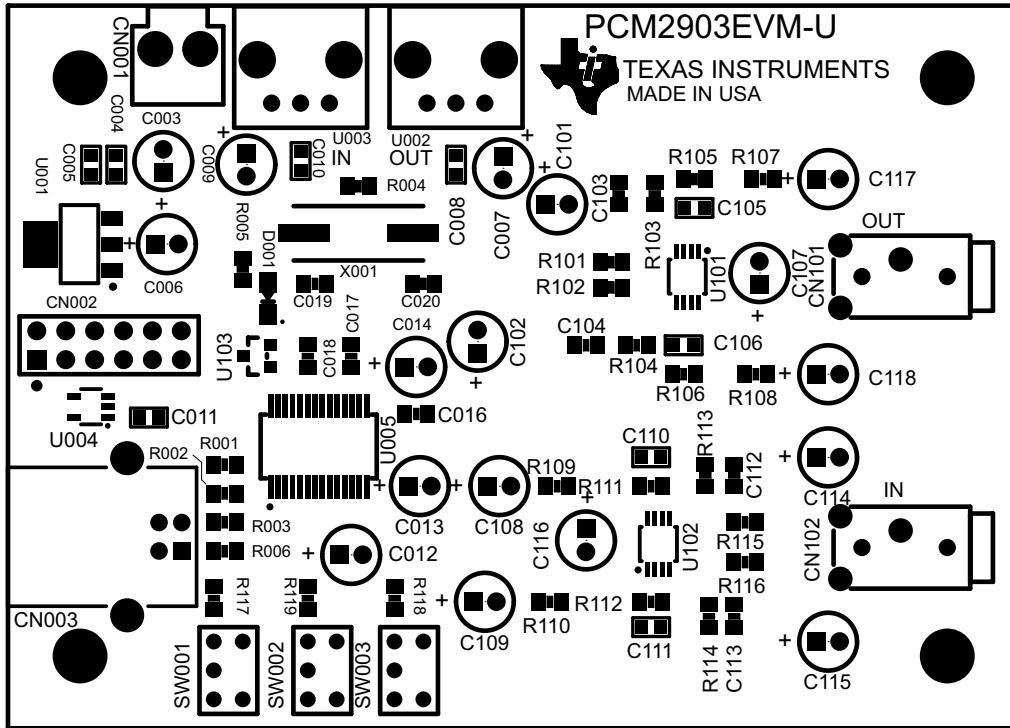 PCM2903EVM-U
TEXAS INSTRUMENTS
MADE IN USA
CN001
C004
C003
U003
IN
U002
OUT
C101
U001
C005
C009
C010
R004
C008
C007
C103
R103
R105
R107
C117
C105
OUT
R005
D001
C006
X001
R101
R102
U101
C107
CN101
CN002
C019
C017
C020
C014
C102
U103
C018
C104
R104
C106
R106
R108
C118
U004
C011
C016
U005
R002
R001
C110
R113
C112
R109
R111
C114
IN
R003
R006
C013
C108
C116
C012
U102
R115
R116
CN102
CN003
R117
R119
R118
C109
R110
R112
C111
R114
C113
C115
SW001
SW002
SW003